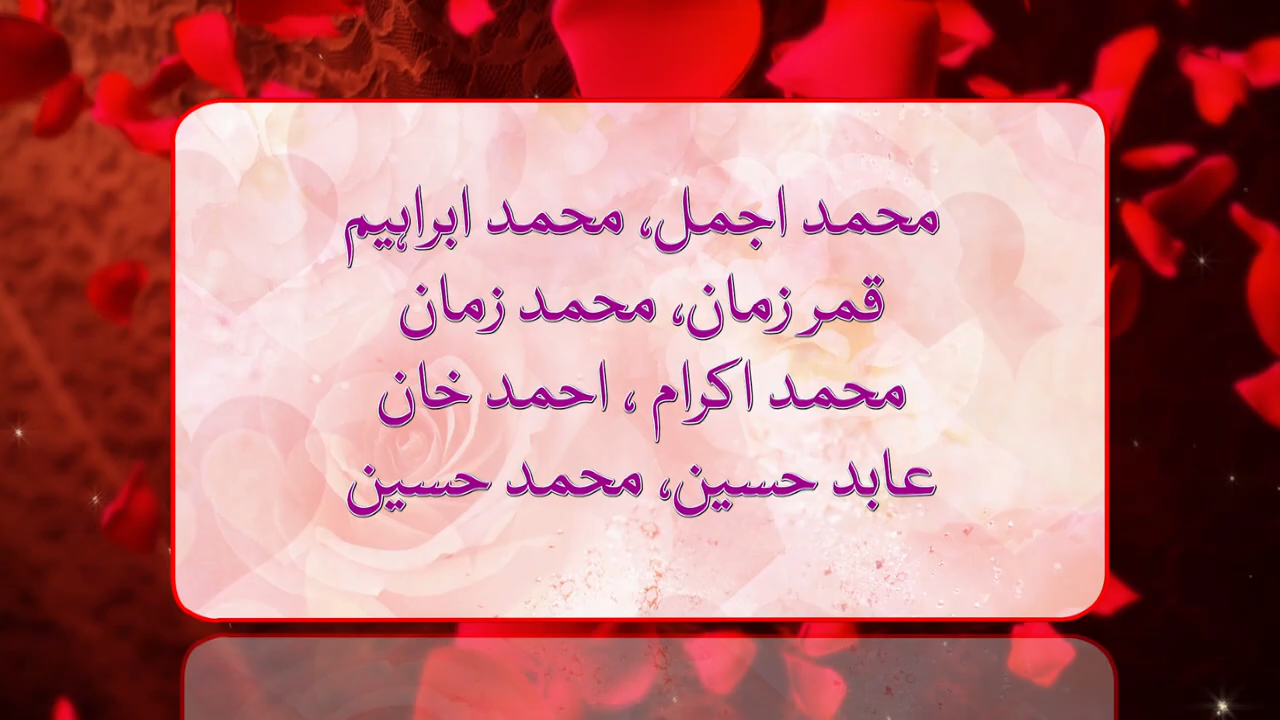 محمد اجمل، محمد ابراہیم
قمر زمان، محمد زمان
محمد اکرام ، احمد خان
عابد حسین، محمد حسین